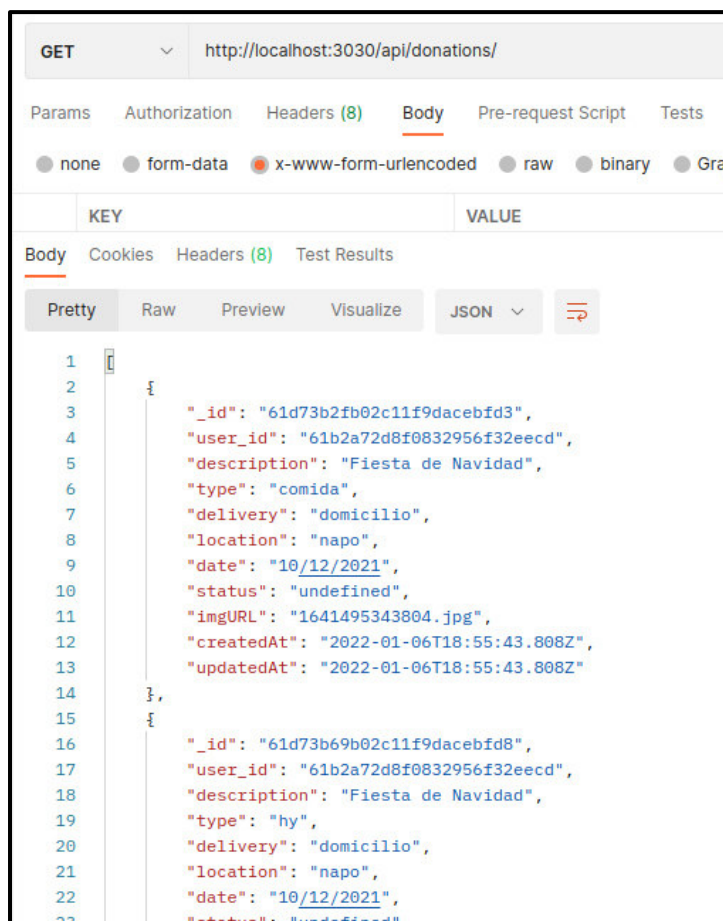 GET http://localhost:3030/api/donations/
Params Authorization Headers (8) Body Pre-request Script Tests
none form-data x-www-form-urlencoded raw binary Gra
KEY VALUE
Body Cookies Headers (8) Test Results
Pretty Raw Preview Visualize JSON
1 [
2 {
3 "_id": "61d73b2fb02c11f9dacebfd3",
4 "user_id": "61b2a72d8f0832956f32eecd",
5 "description": "Fiesta de Navidad",
6 "type": "comida",
7 "delivery": "domicilio",
8 "location": "napo",
9 "date": "10/12/2021",
10 "status": "undefined",
11 "imgURL": "1641495343804.jpg",
12 "createdAt": "2022-01-06T18:55:43.808Z",
13 "updatedAt": "2022-01-06T18:55:43.808Z"
14 },
15 {
16 "_id": "61d73b69b02c11f9dacebfd8",
17 "user_id": "61b2a72d8f0832956f32eecd",
18 "description": "Fiesta de Navidad",
19 "type": "hy",
20 "delivery": "domicilio",
21 "location": "napo",
22 "date": "10/12/2021",
23 "status": "undefined"